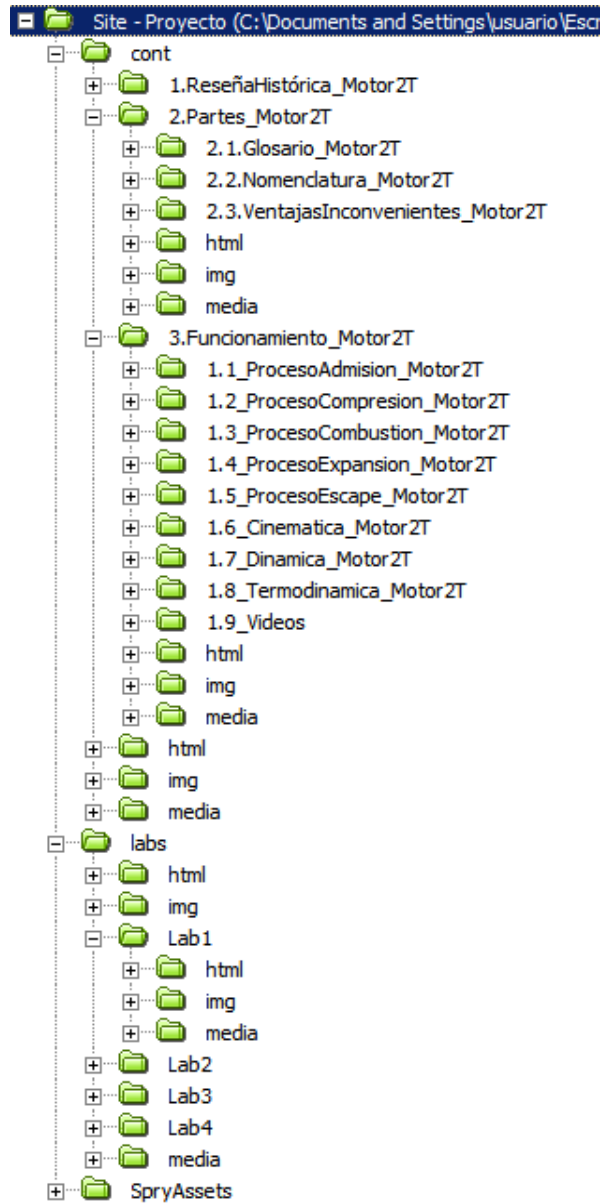 Site - Proyecto (C:\Documents and Settings\usuario\Escr
cont
1.ReseñaHistórica_Motor2T
2.Partes_Motor2T
2.1.Glosario_Motor2T
2.2.Nomenclatura_Motor2T
2.3.VentajasInconvenientes_Motor2T
html
img
media
3.Funcionamiento_Motor2T
1.1_ProcesoAdmision_Motor2T
1.2_ProcesoCompresion_Motor2T
1.3_ProcesoCombustion_Motor2T
1.4_ProcesoExpansion_Motor2T
1.5_ProcesoEscape_Motor2T
1.6_Cinematica_Motor2T
1.7_Dinamica_Motor2T
1.8_Termodinamica_Motor2T
1.9_Videos
html
img
media
html
img
media
labs
html
img
Lab1
html
img
media
Lab2
Lab3
Lab4
media
SpryAssets